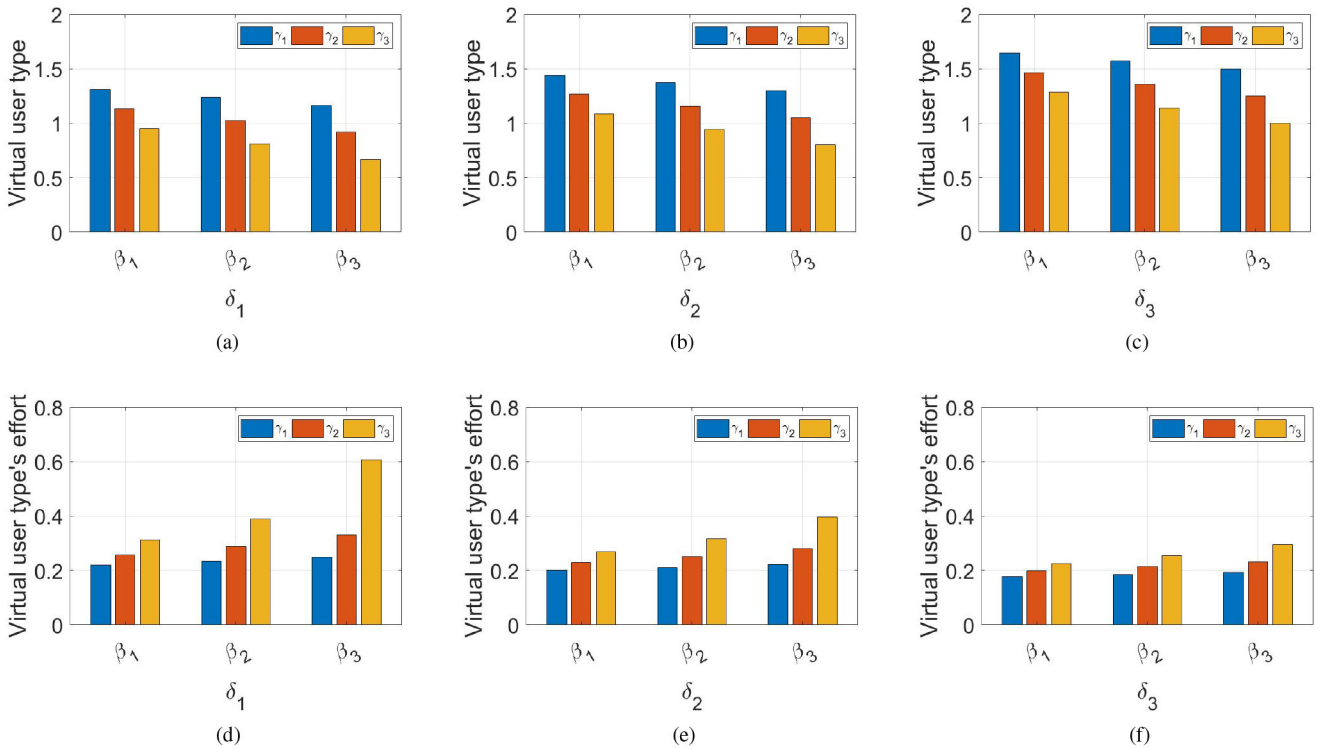 Virtual user type
2
1.5
1
0.5
0
γ1 γ2 γ3
β1 β2 β3
δ1
(a)
Virtual user type
2
1.5
1
0.5
0
γ1 γ2 γ3
β1 β2 β3
δ2
(b)
Virtual user type
2
1.5
1
0.5
0
γ1 γ2 γ3
β1 β2 β3
δ3
(c)
Virtual user type's effort
0.8
0.6
0.4
0.2
0
γ1 γ2 γ3
β1 β2 β3
δ1
(d)
Virtual user type's effort
0.8
0.6
0.4
0.2
0
γ1 γ2 γ3
β1 β2 β3
δ2
(e)
Virtual user type's effort
0.8
0.6
0.4
0.2
0
γ1 γ2 γ3
β1 β2 β3
δ3
(f)